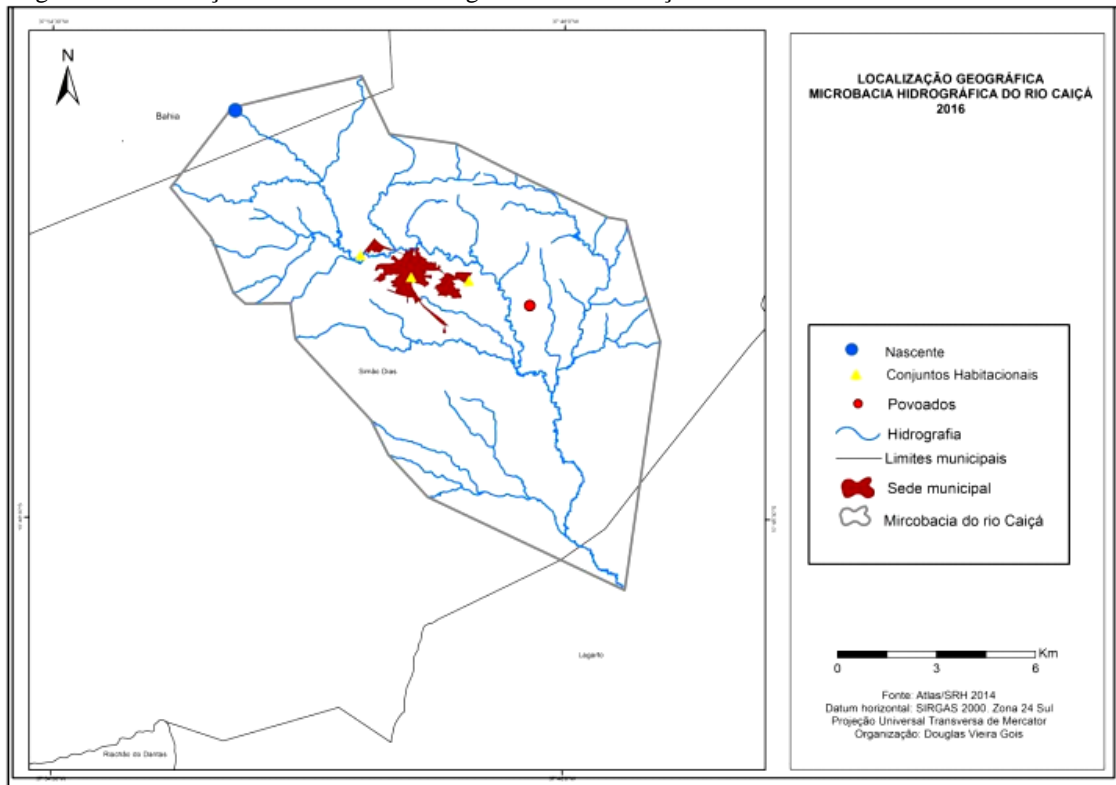 LOCALIZAÇÃO GEOGRÁFICA
MICROBACIA HIDROGRÁFICA DO RIO CAIÇÁ
2016
N
Bahia
Simão Dias
Lagarto
Riachão do Dantas
Nascente
Conjuntos Habitacionais
Povoados
Hidrografia
Limites municipais
Sede municipal
Mircobacia do rio Caiçá
Km
0 3 6
Fonte: Atlas/SRH 2014
Datum horizontal: SIRGAS 2000. Zona 24 Sul
Projeção Universal Transversa de Mercator
Organização: Douglas Vieira Gois